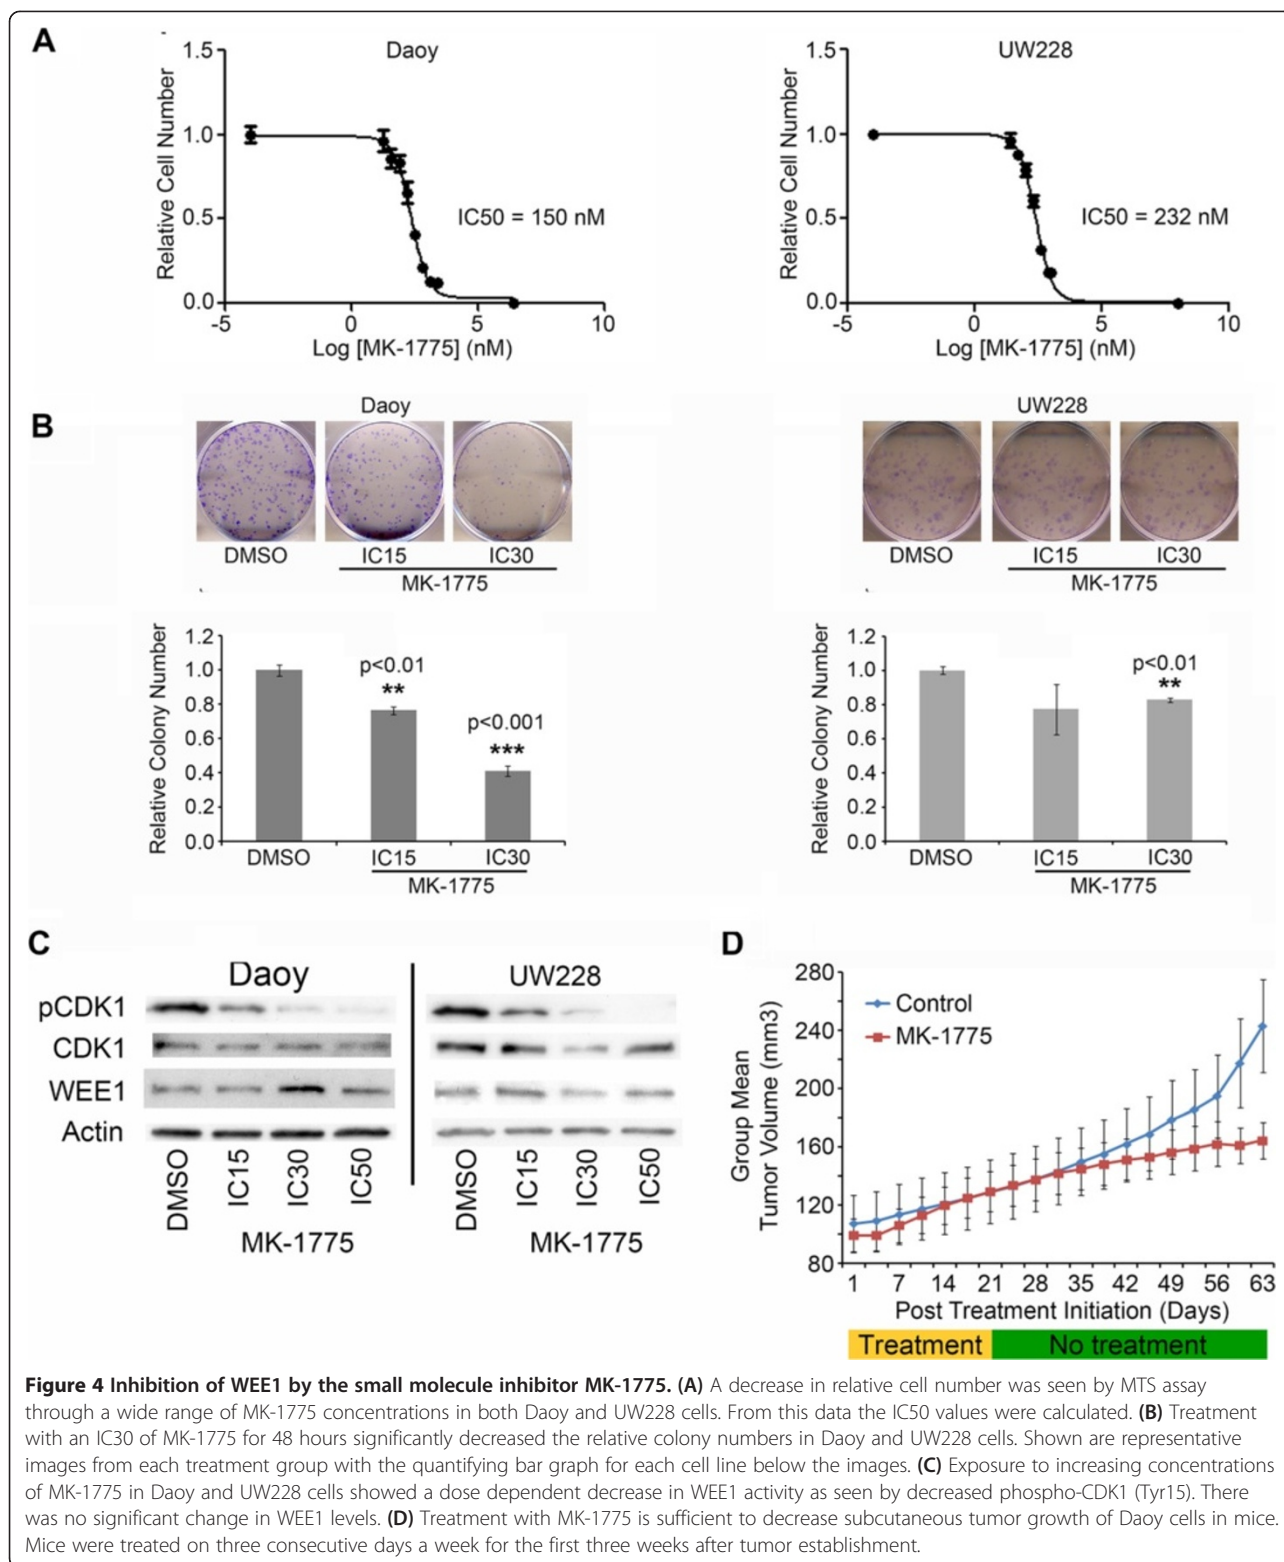 A
Daoy
1.5
1.0
0.5
0.0
Relative Cell Number
IC50 = 150 nM
-5 0 5 10
Log [MK-1775] (nM)
UW228
1.5
1.0
0.5
0.0
Relative Cell Number
IC50 = 232 nM
-5 0 5 10
Log [MK-1775] (nM)
B
Daoy
DMSO IC15 IC30
MK-1775
UW228
DMSO IC15 IC30
MK-1775
1.2
1.0
0.8
0.6
0.4
0.2
0.0
Relative Colony Number
p<0.01
**
p<0.001
***
DMSO IC15 IC30
MK-1775
1.2
1.0
0.8
0.6
0.4
0.2
0.0
Relative Colony Number
p<0.01
**
DMSO IC15 IC30
MK-1775
C
Daoy UW228
pCDK1
CDK1
WEE1
Actin
DMSO IC15 IC30 IC50
MK-1775
DMSO IC15 IC30 IC50
MK-1775
D
280
240
200
160
120
80
Group Mean
Tumor Volume (mm3)
Control
MK-1775
1 7 14 21 28 35 42 49 56 63
Post Treatment Initiation (Days)
Treatment No treatment
Figure 4 Inhibition of WEE1 by the small molecule inhibitor MK-1775. (A) A decrease in relative cell number was seen by MTS assay
through a wide range of MK-1775 concentrations in both Daoy and UW228 cells. From this data the IC50 values were calculated. (B) Treatment
with an IC30 of MK-1775 for 48 hours significantly decreased the relative colony numbers in Daoy and UW228 cells. Shown are representative
images from each treatment group with the quantifying bar graph for each cell line below the images. (C) Exposure to increasing concentrations
of MK-1775 in Daoy and UW228 cells showed a dose dependent decrease in WEE1 activity as seen by decreased phospho-CDK1 (Tyr15). There
was no significant change in WEE1 levels. (D) Treatment with MK-1775 is sufficient to decrease subcutaneous tumor growth of Daoy cells in mice.
Mice were treated on three consecutive days a week for the first three weeks after tumor establishment.